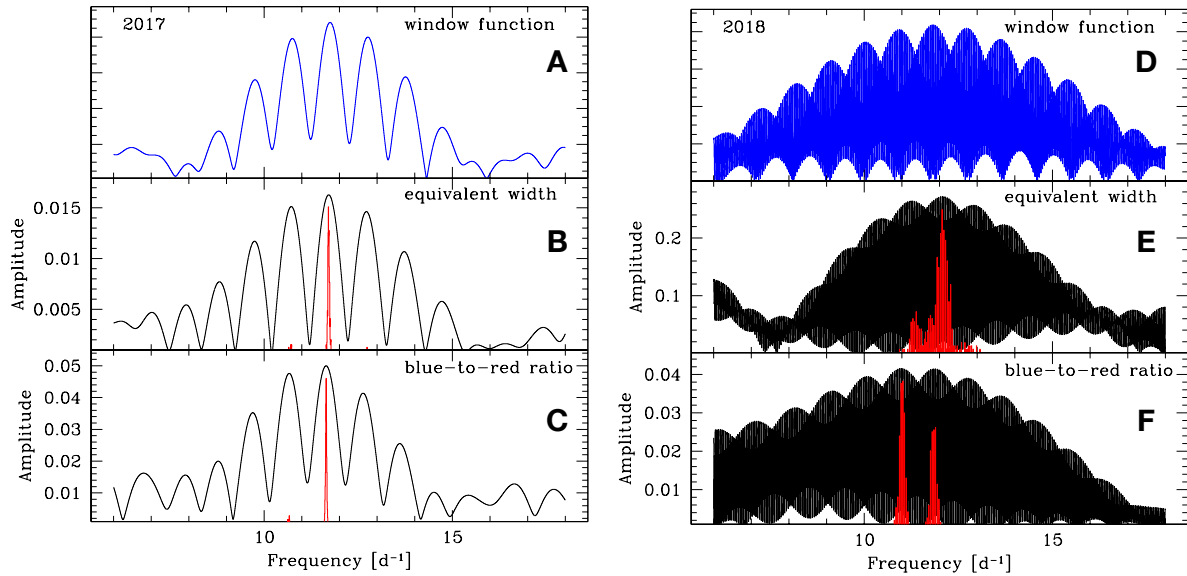 2017
window function
A
equivalent width
B
0.015
0.01
0.005
Amplitude
blue-to-red ratio
C
0.05
0.04
0.03
0.02
0.01
Amplitude
10
15
Frequency [d⁻¹]
2018
window function
D
equivalent width
E
0.2
0.1
Amplitude
blue-to-red ratio
F
0.04
0.03
0.02
0.01
Amplitude
10
15
Frequency [d⁻¹]